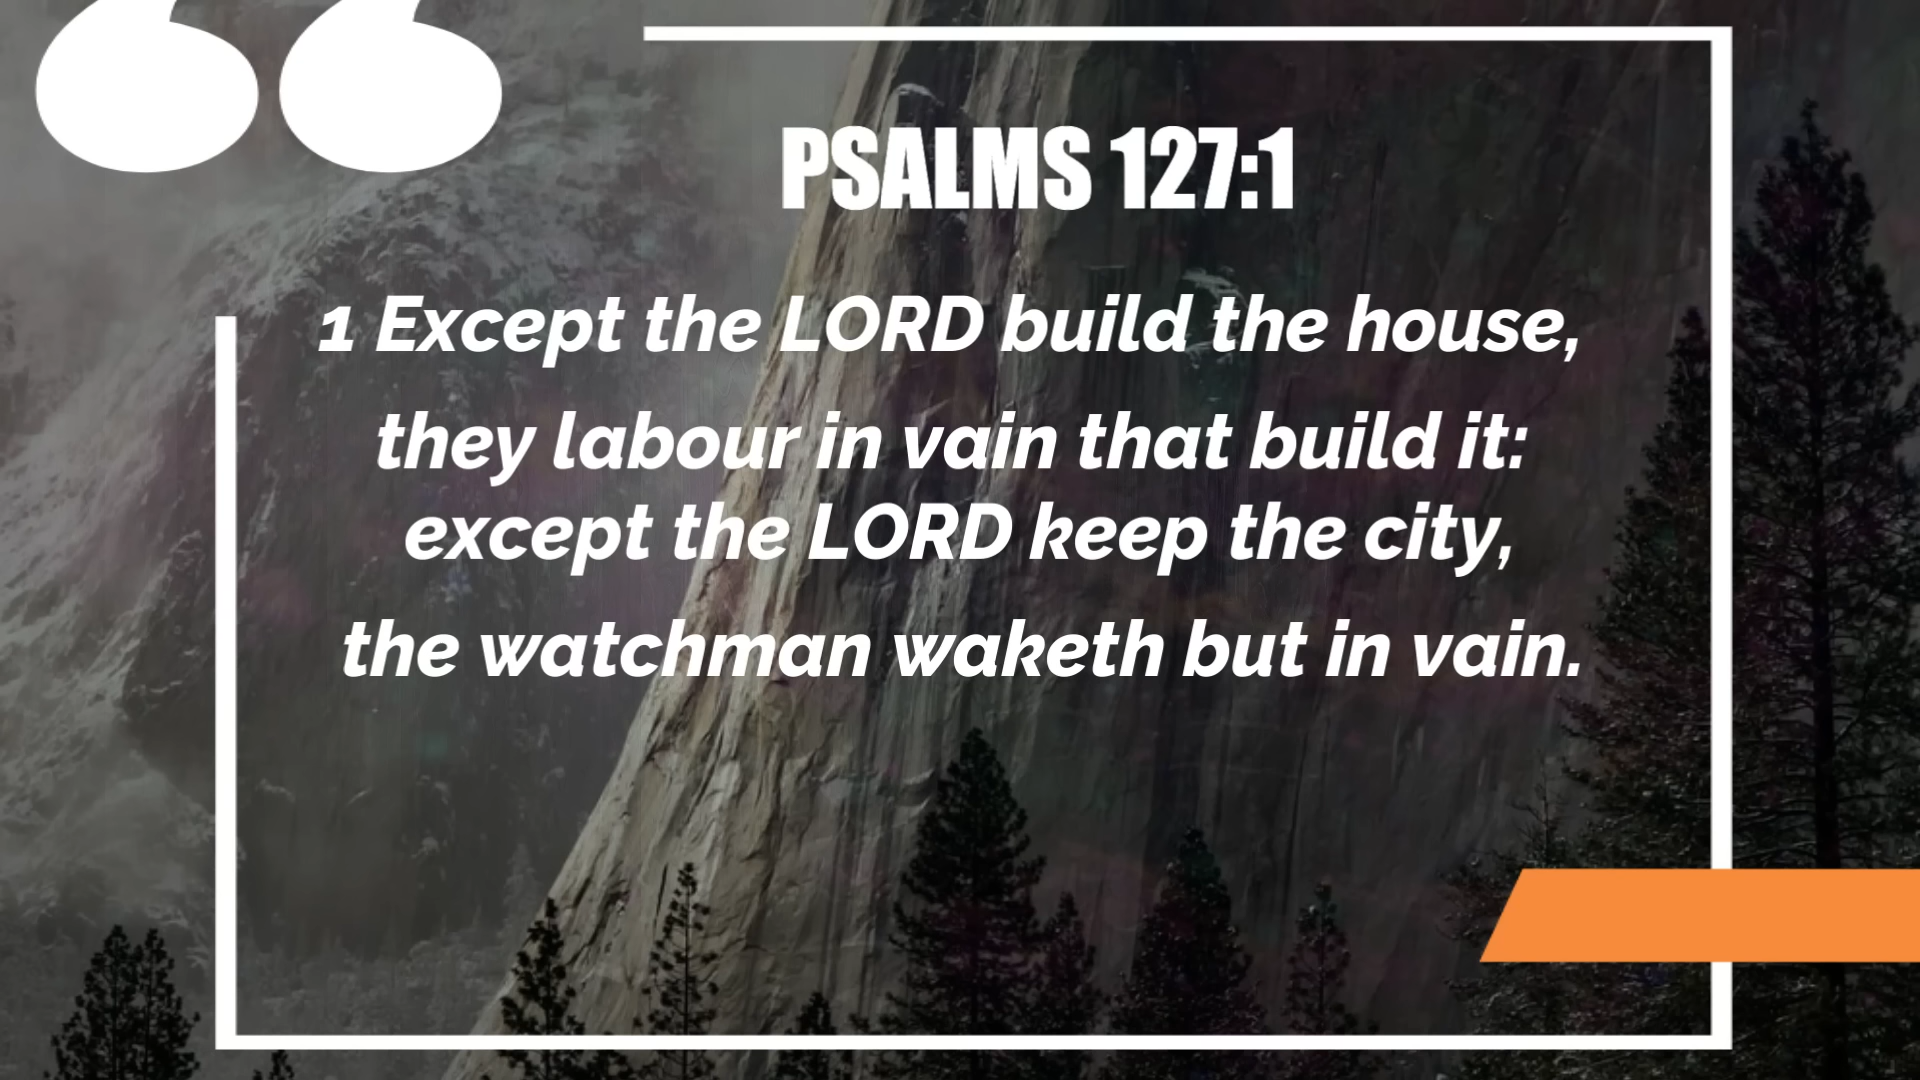 PSALMS 127:1
1 Except the LORD build the house,
they labour in vain that build it:
except the LORD keep the city,
the watchman waketh but in vain.